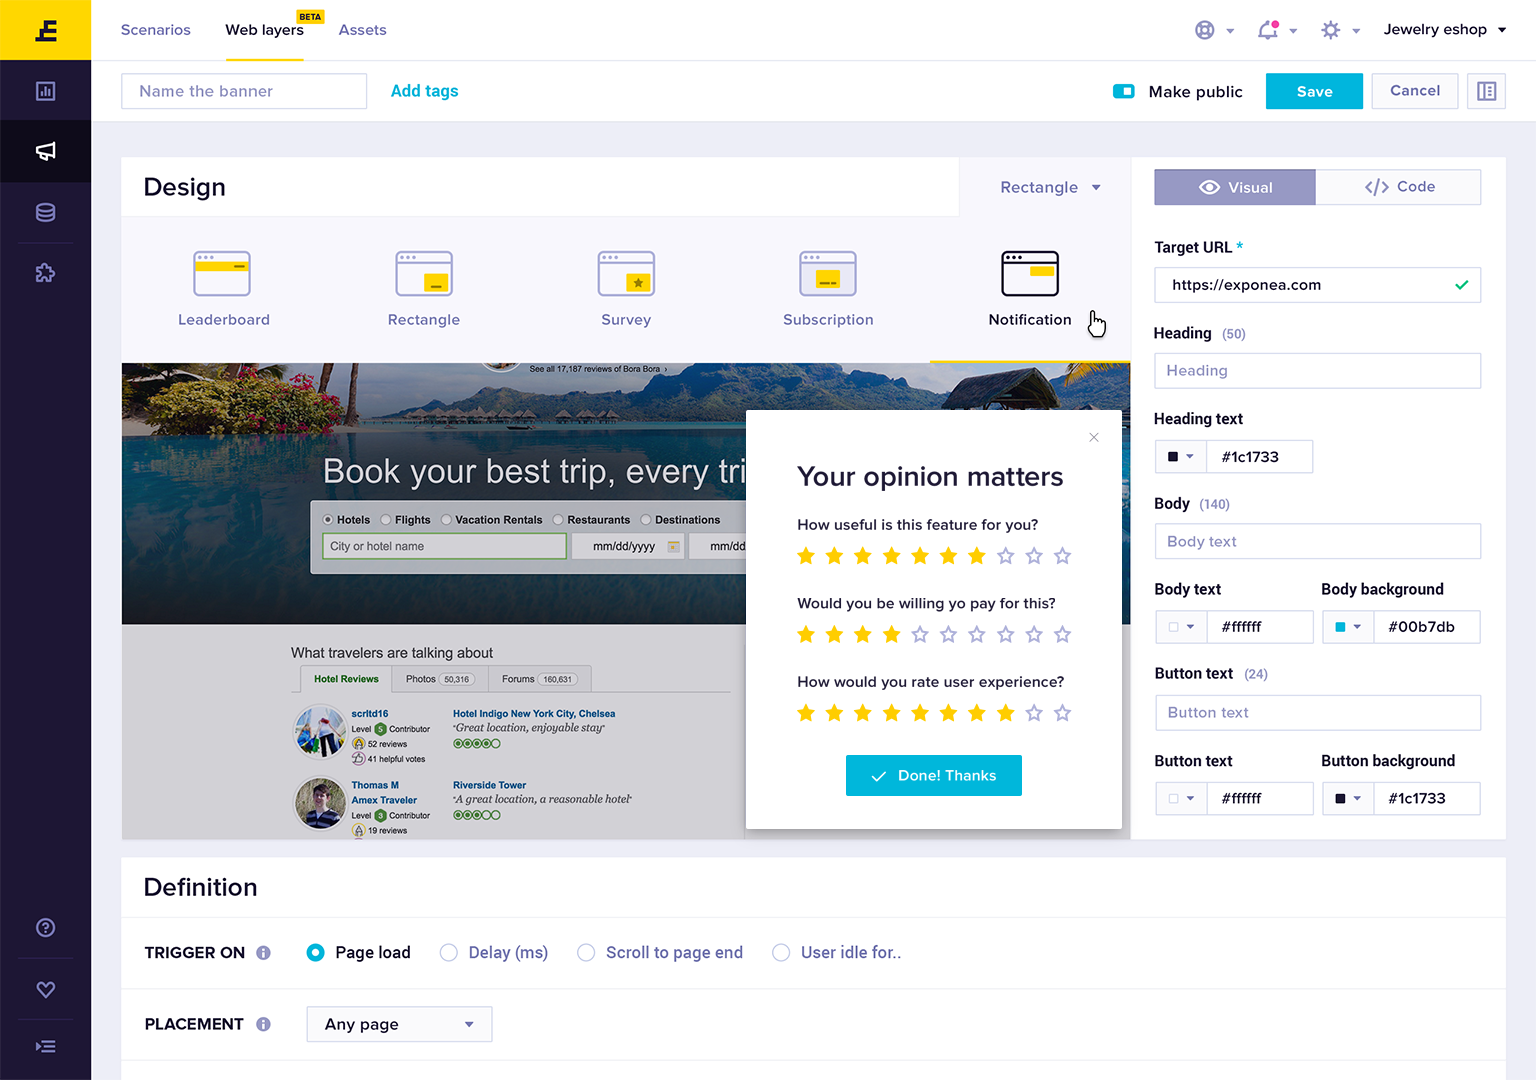 Scenarios
Web layers
BETA
Assets
Jewelry eshop
Name the banner
Add tags
Make public
Save
Cancel
Design
Rectangle
Leaderboard
Rectangle
Survey
Subscription
Notification
See all 17,187 reviews of Bora Bora ›
Book your best trip, every tri
Hotels
Flights
Vacation Rentals
Restaurants
Destinations
City or hotel name
mm/dd/yyyy
mm/dd
What travelers are talking about
Hotel Reviews
Photos 50,316
Forums 160,631
scrltd16
Level 5 Contributor
52 reviews
41 helpful votes
Hotel Indigo New York City, Chelsea
"Great location, enjoyable stay"
Thomas M
Amex Traveler
Level 3 Contributor
19 reviews
Riverside Tower
"A great location, a reasonable hotel"
Your opinion matters
How useful is this feature for you?
Would you be willing yo pay for this?
How would you rate user experience?
Done! Thanks
Visual
</> Code
Target URL *
https://exponea.com
Heading (50)
Heading
Heading text
#1c1733
Body (140)
Body text
Body text
Body background
#ffffff
#00b7db
Button text (24)
Button text
Button text
Button background
#ffffff
#1c1733
Definition
TRIGGER ON
Page load
Delay (ms)
Scroll to page end
User idle for..
PLACEMENT
Any page